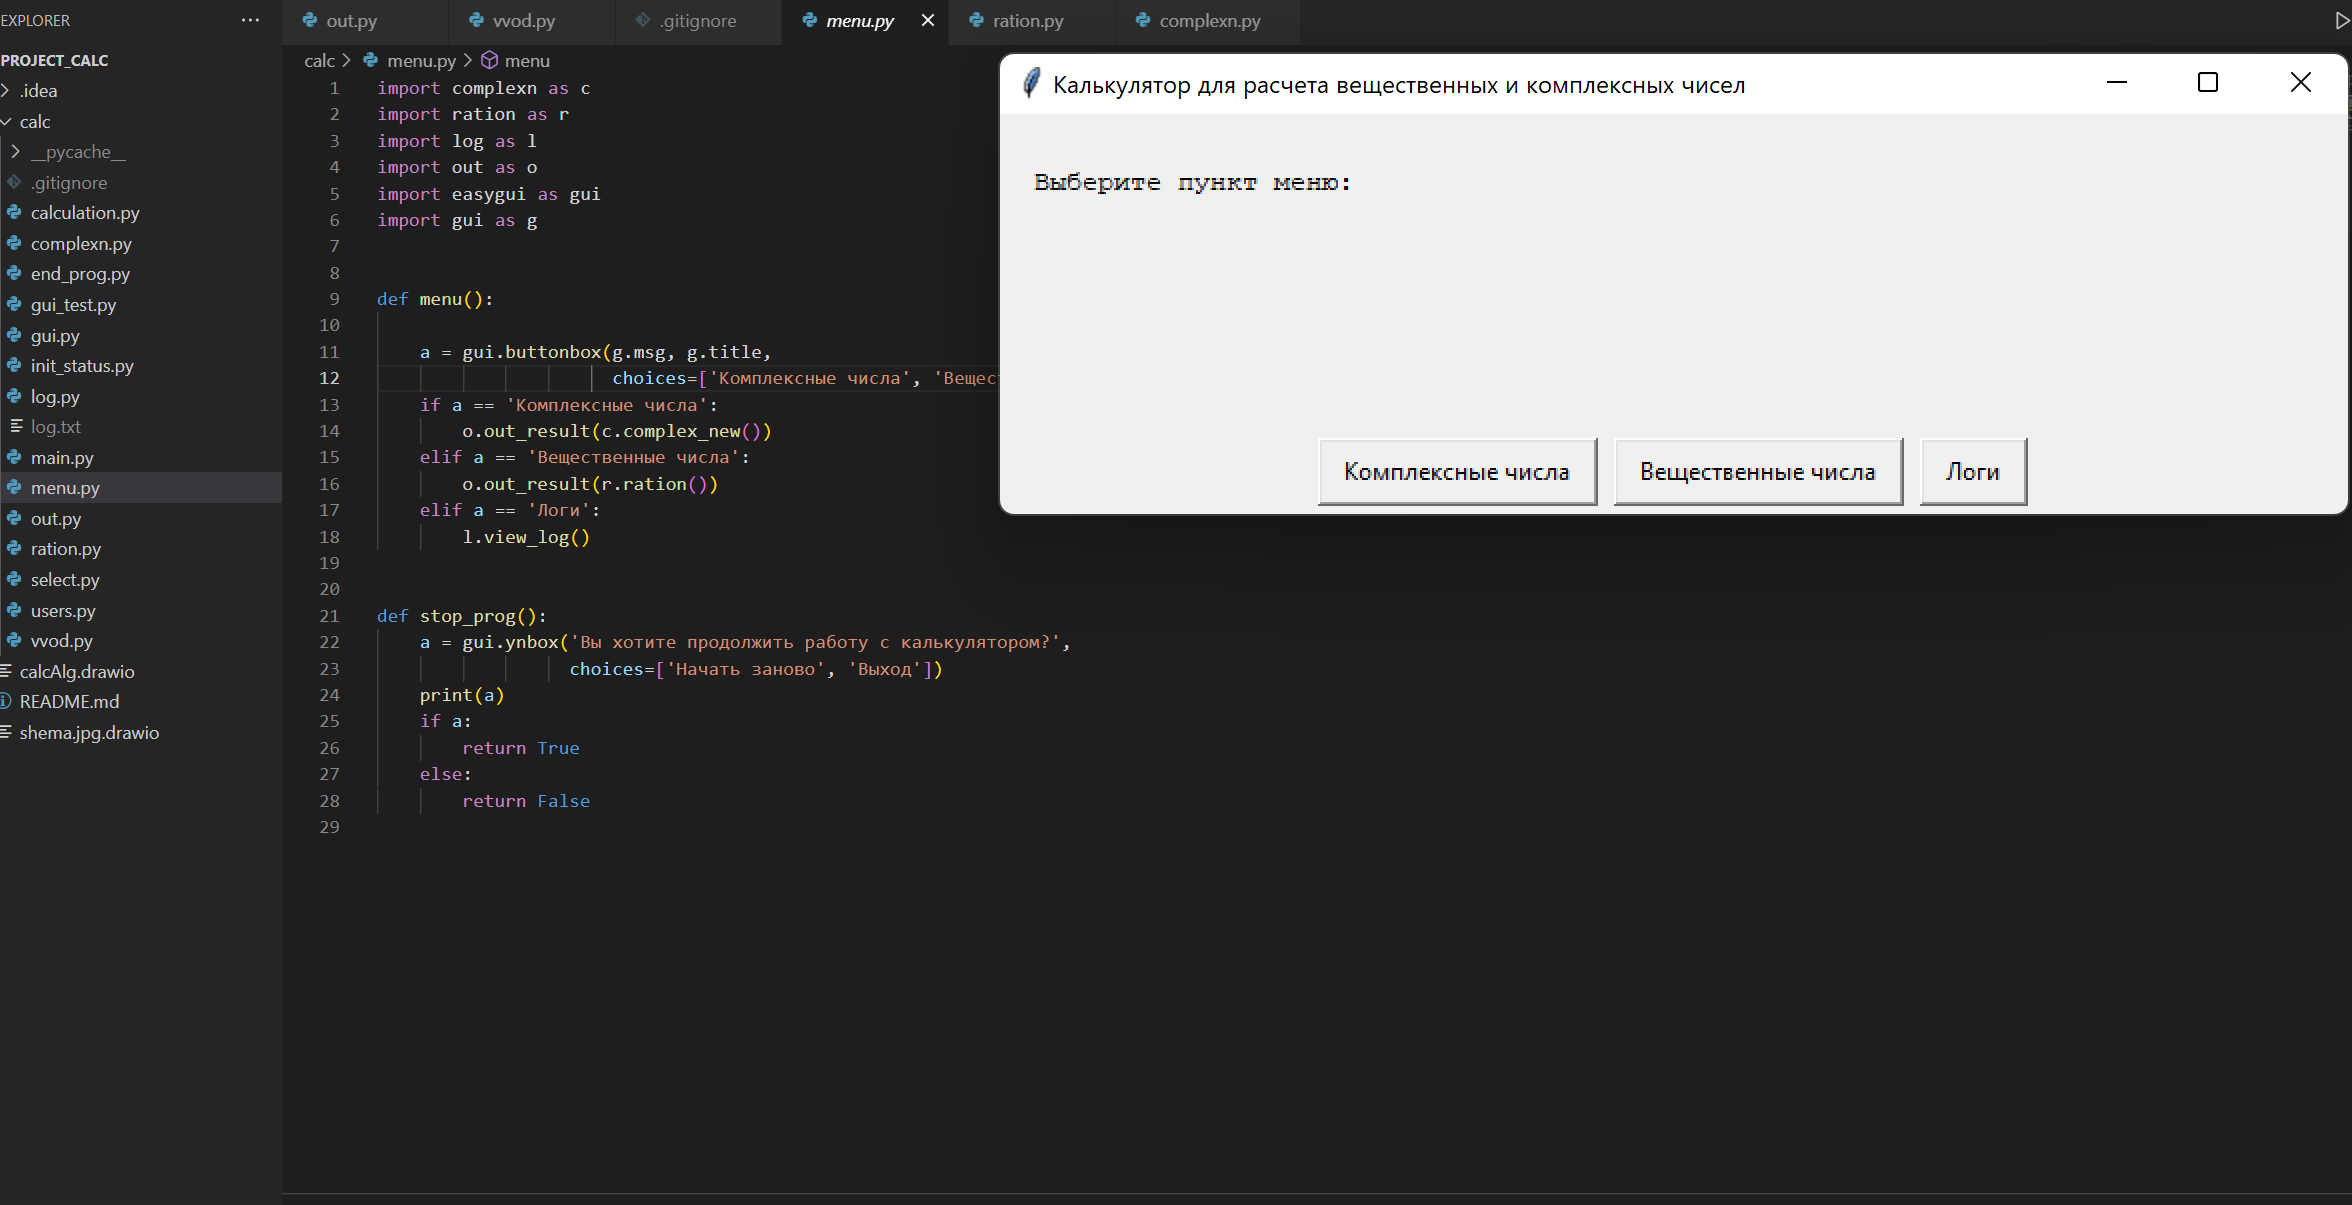 EXPLORER
···
PROJECT_CALC
.idea
calc
__pycache__
.gitignore
calculation.py
complexn.py
end_prog.py
gui_test.py
gui.py
init_status.py
log.py
log.txt
main.py
menu.py
out.py
ration.py
select.py
users.py
vvod.py
calcAlg.drawio
README.md
shema.jpg.drawio
out.py
vvod.py
.gitignore
menu.py
ration.py
complexn.py
calc > menu.py > menu
1 import complexn as c
2 import ration as r
3 import log as l
4 import out as o
5 import easygui as gui
6 import gui as g
7
8
9 def menu():
10
11     a = gui.buttonbox(g.msg, g.title,
12                       choices=['Комплексные числа', 'Вещес
13     if a == 'Комплексные числа':
14         o.out_result(c.complex_new())
15     elif a == 'Вещественные числа':
16         o.out_result(r.ration())
17     elif a == 'Логи':
18         l.view_log()
19
20
21 def stop_prog():
22     a = gui.ynbox('Вы хотите продолжить работу с калькулятором?',
23                   choices=['Начать заново', 'Выход'])
24     print(a)
25     if a:
26         return True
27     else:
28         return False
29
Калькулятор для расчета вещественных и комплексных чисел
Выберите пункт меню:
Комплексные числа
Вещественные числа
Логи